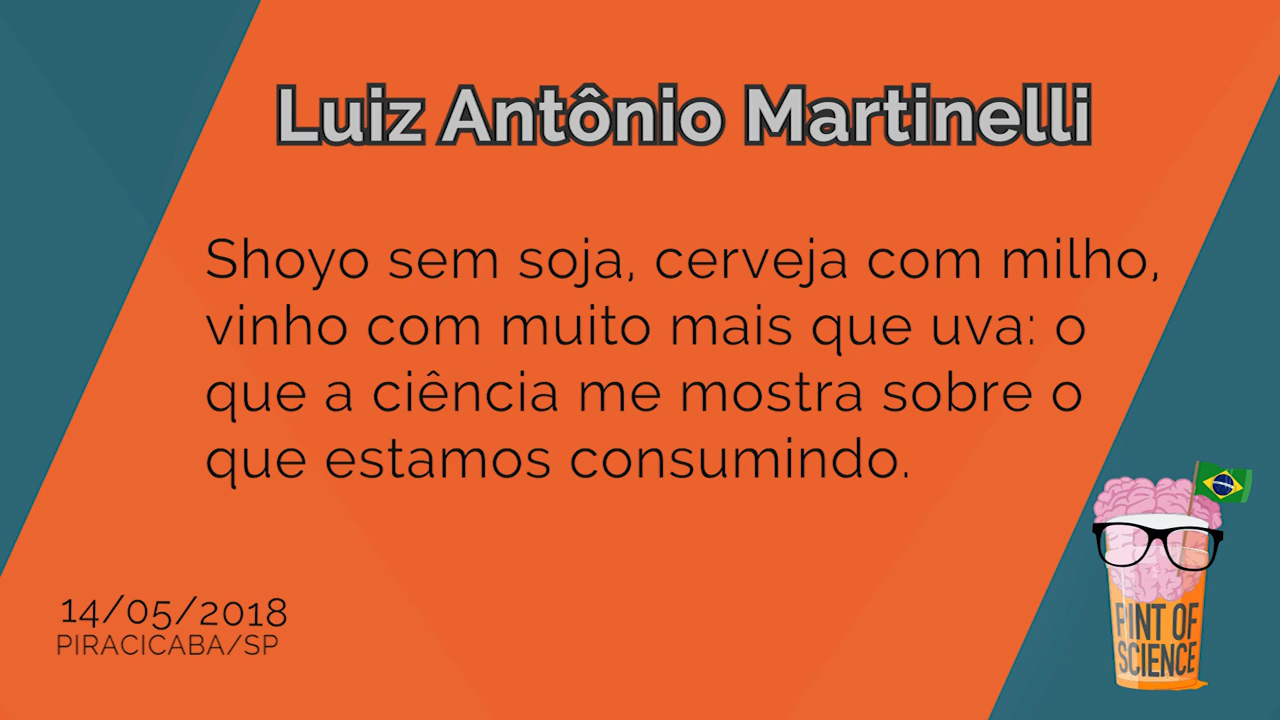 Luiz Antônio Martinelli
Shoyo sem soja, cerveja com milho,
vinho com muito mais que uva: o
que a ciência me mostra sobre o
que estamos consumindo.
14/05/2018
PIRACICABA/SP
PINT OF
SCIENCE